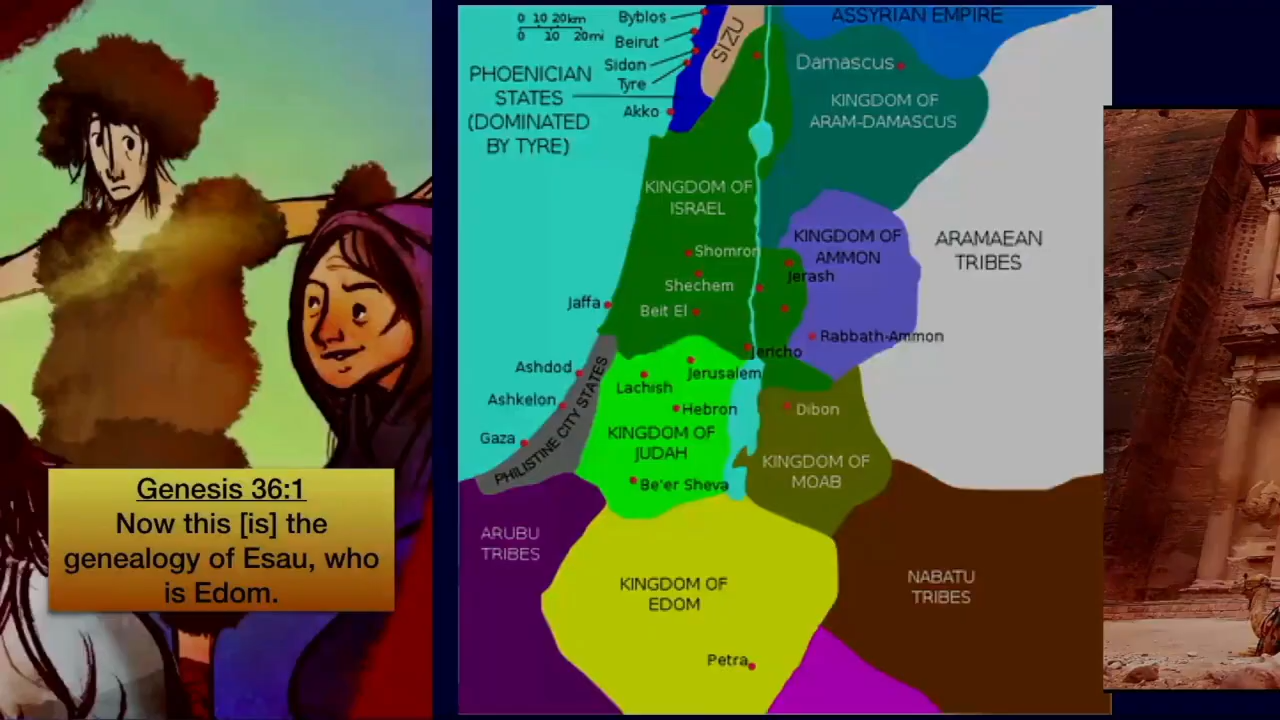 Genesis 36:1
Now this [is] the
genealogy of Esau, who
is Edom.
0 10 20km
0 10 20mi
Byblos
Beirut
Sidon
Tyre
Akko
SIZU
ASSYRIAN EMPIRE
PHOENICIAN
STATES
(DOMINATED
BY TYRE)
Damascus
KINGDOM OF
ARAM-DAMASCUS
KINGDOM OF
ISRAEL
Shomron
Shechem
Beit El
Jaffa
KINGDOM OF
AMMON
Jerash
Rabbath-Ammon
ARAMAEAN
TRIBES
Jericho
Jerusalem
Ashdod
Lachish
Ashkelon
Hebron
Gaza
PHILISTINE CITY STATES
KINGDOM OF
JUDAH
Be'er Sheva
Dibon
KINGDOM OF
MOAB
ARUBU
TRIBES
KINGDOM OF
EDOM
NABATU
TRIBES
Petra